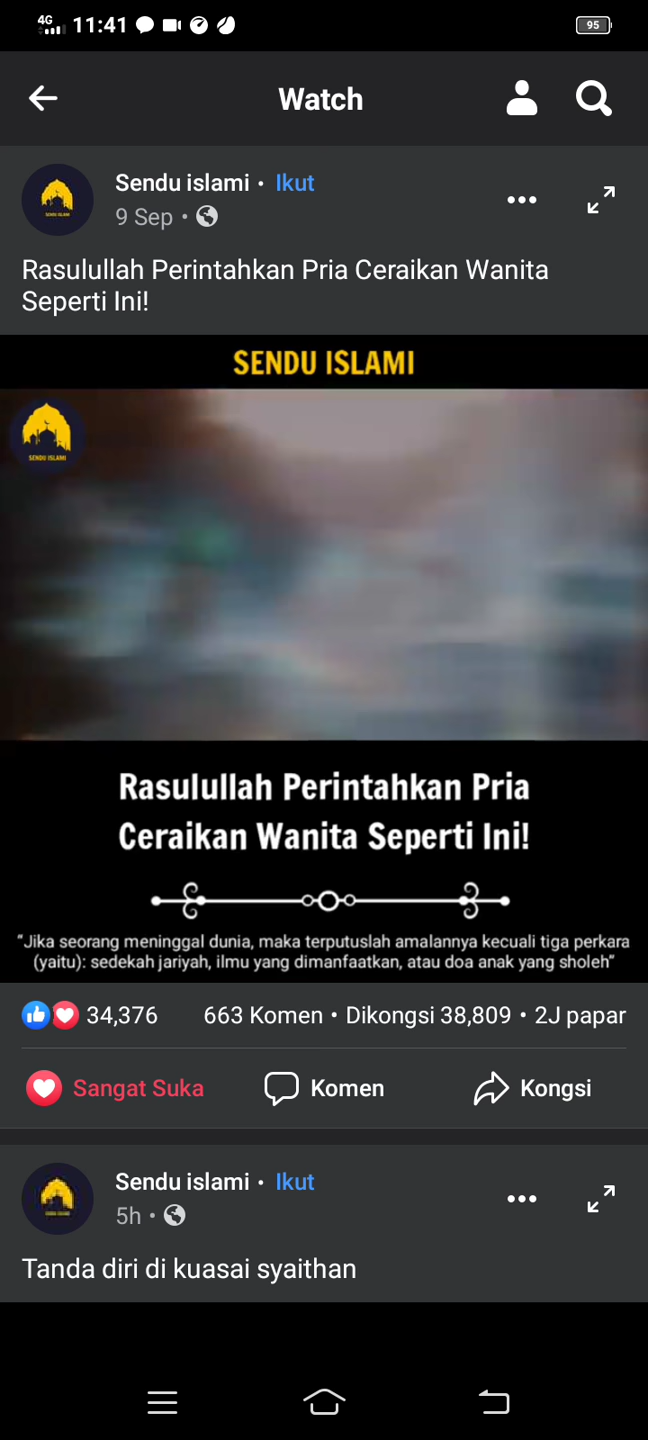 4G 11:41 95
Watch
Sendu islami • Ikut
9 Sep •
Rasulullah Perintahkan Pria Ceraikan Wanita
Seperti Ini!
SENDU ISLAMI
SENDU ISLAMI
Rasulullah Perintahkan Pria
Ceraikan Wanita Seperti Ini!
“Jika seorang meninggal dunia, maka terputuslah amalannya kecuali tiga perkara
(yaitu): sedekah jariyah, ilmu yang dimanfaatkan, atau doa anak yang sholeh”
34,376 663 Komen • Dikongsi 38,809 • 2J papar
Sangat Suka Komen Kongsi
Sendu islami • Ikut
5h •
Tanda diri di kuasai syaithan